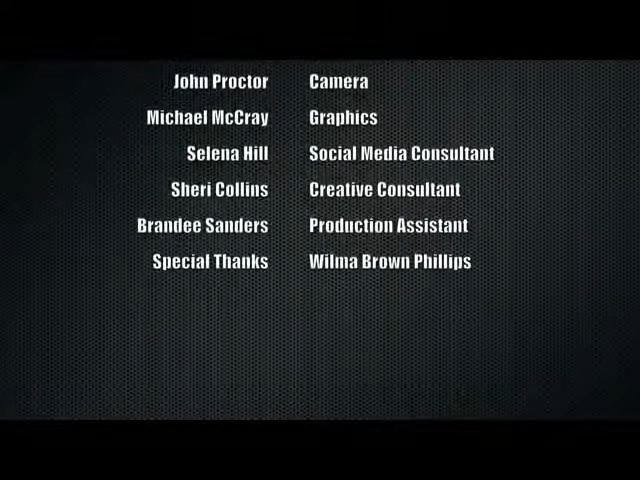 John Proctor Camera
Michael McCray Graphics
Selena Hill Social Media Consultant
Sheri Collins Creative Consultant
Brandee Sanders Production Assistant
Special Thanks Wilma Brown Phillips